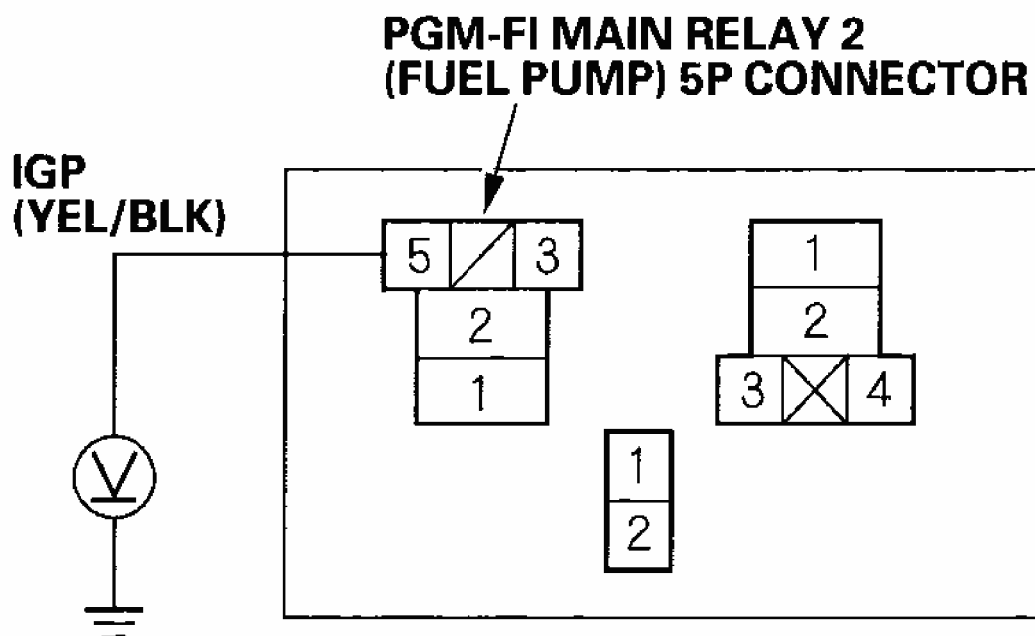 PGM-FI MAIN RELAY 2
(FUEL PUMP) 5P CONNECTOR
IGP
(YEL/BLK)
5 3
2
1
1
2
3 4
1
2
V